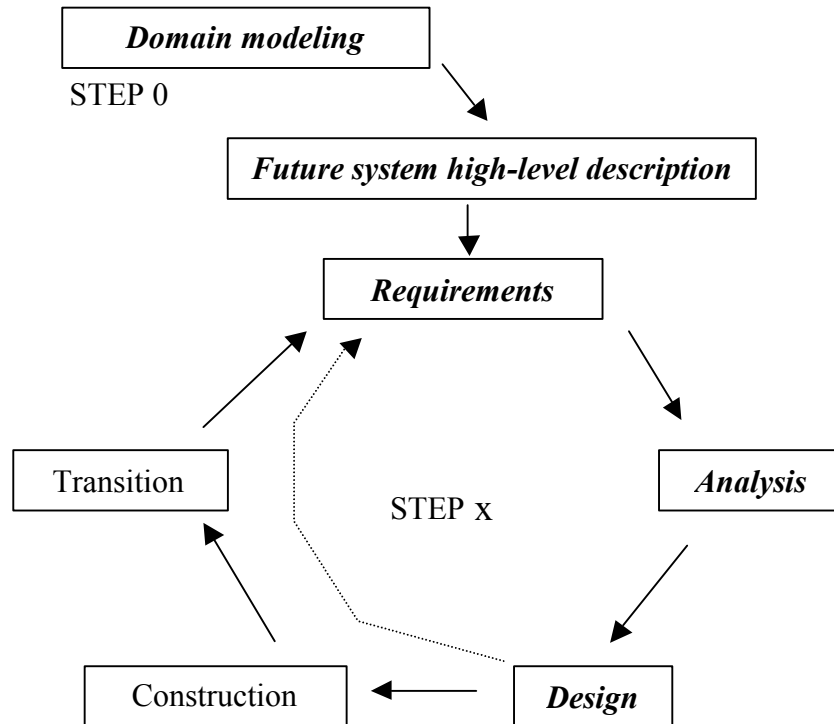 Domain modeling
STEP 0
Future system high-level description
Requirements
Transition
Analysis
STEP x
Construction
Design